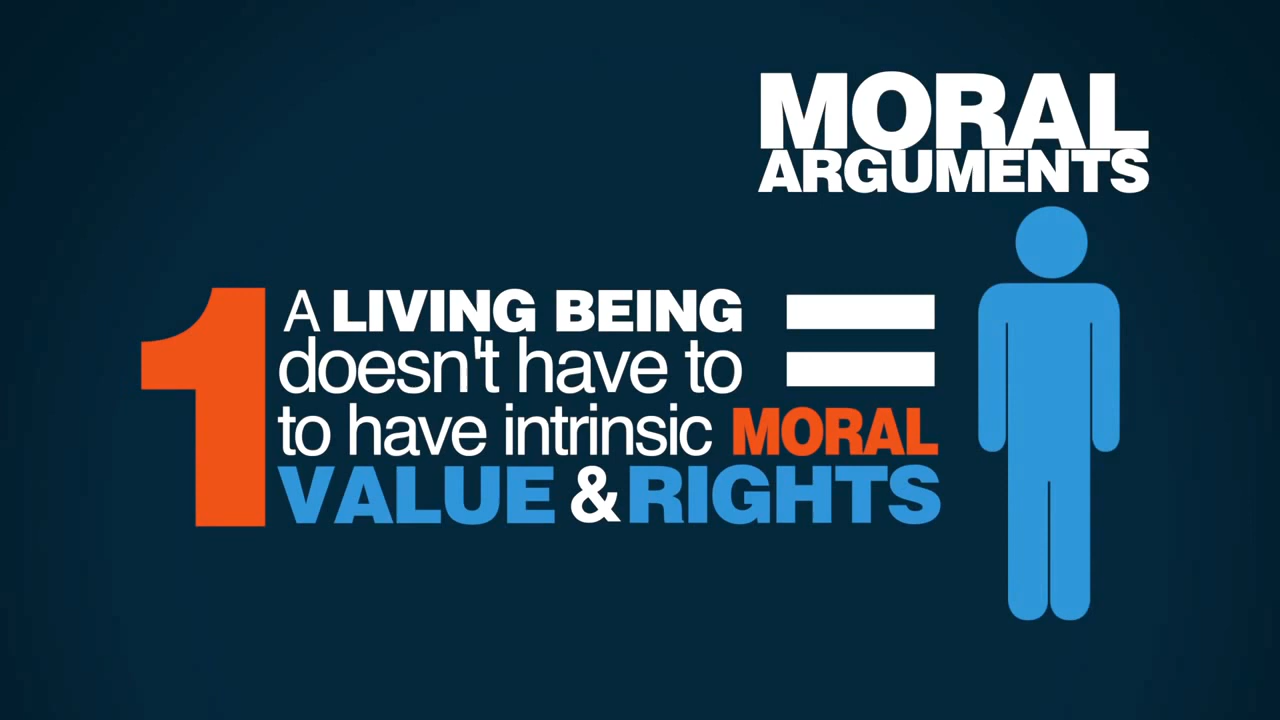 MORAL
ARGUMENTS
1
A LIVING BEING =
doesn't have to
to have intrinsic MORAL
VALUE & RIGHTS